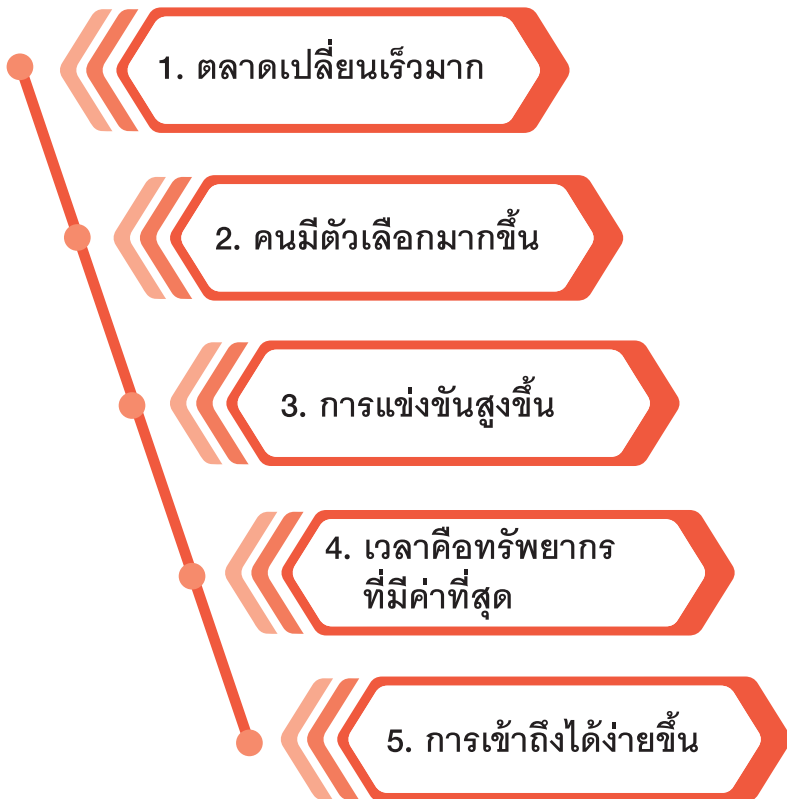 1. ตลาดเปลี่ยนเร็วมาก
2. คนมีตัวเลือกมากขึ้น
3. การแข่งขันสูงขึ้น
4. เวลาคือทรัพยากร
ที่มีค่าที่สุด
5. การเข้าถึงได้ง่ายขึ้น